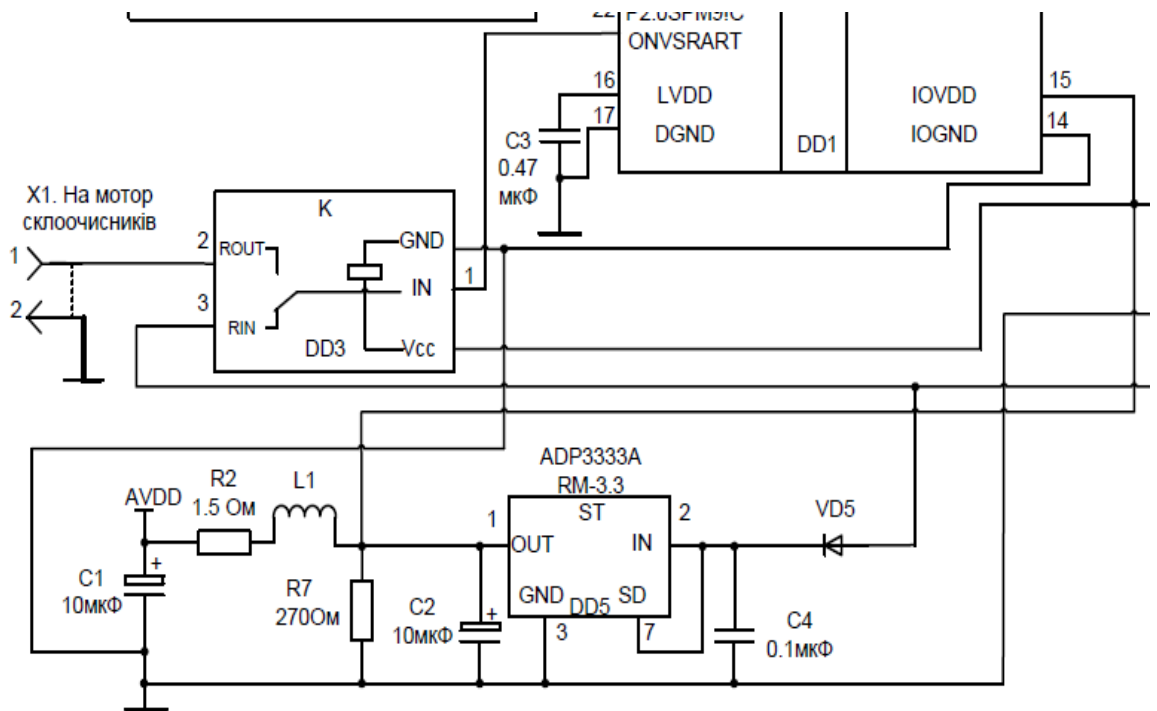 22
P2.0SPM9!C
ONVSRART
16
LVDD
17
DGND
DD1
IOVDD
15
IOGND
14
C3
0.47
мкФ
X1. На мотор
склоочисників
1
2
K
2
ROUT
3
RIN
GND
IN
1
DD3
Vcc
AVDD
R2
1.5 Ом
L1
C1
+
10мкФ
R7
270Ом
C2
+
10мкФ
ADP3333A
RM-3.3
ST
1
OUT
IN
2
GND
DD5
SD
3
7
VD5
C4
0.1мкФ